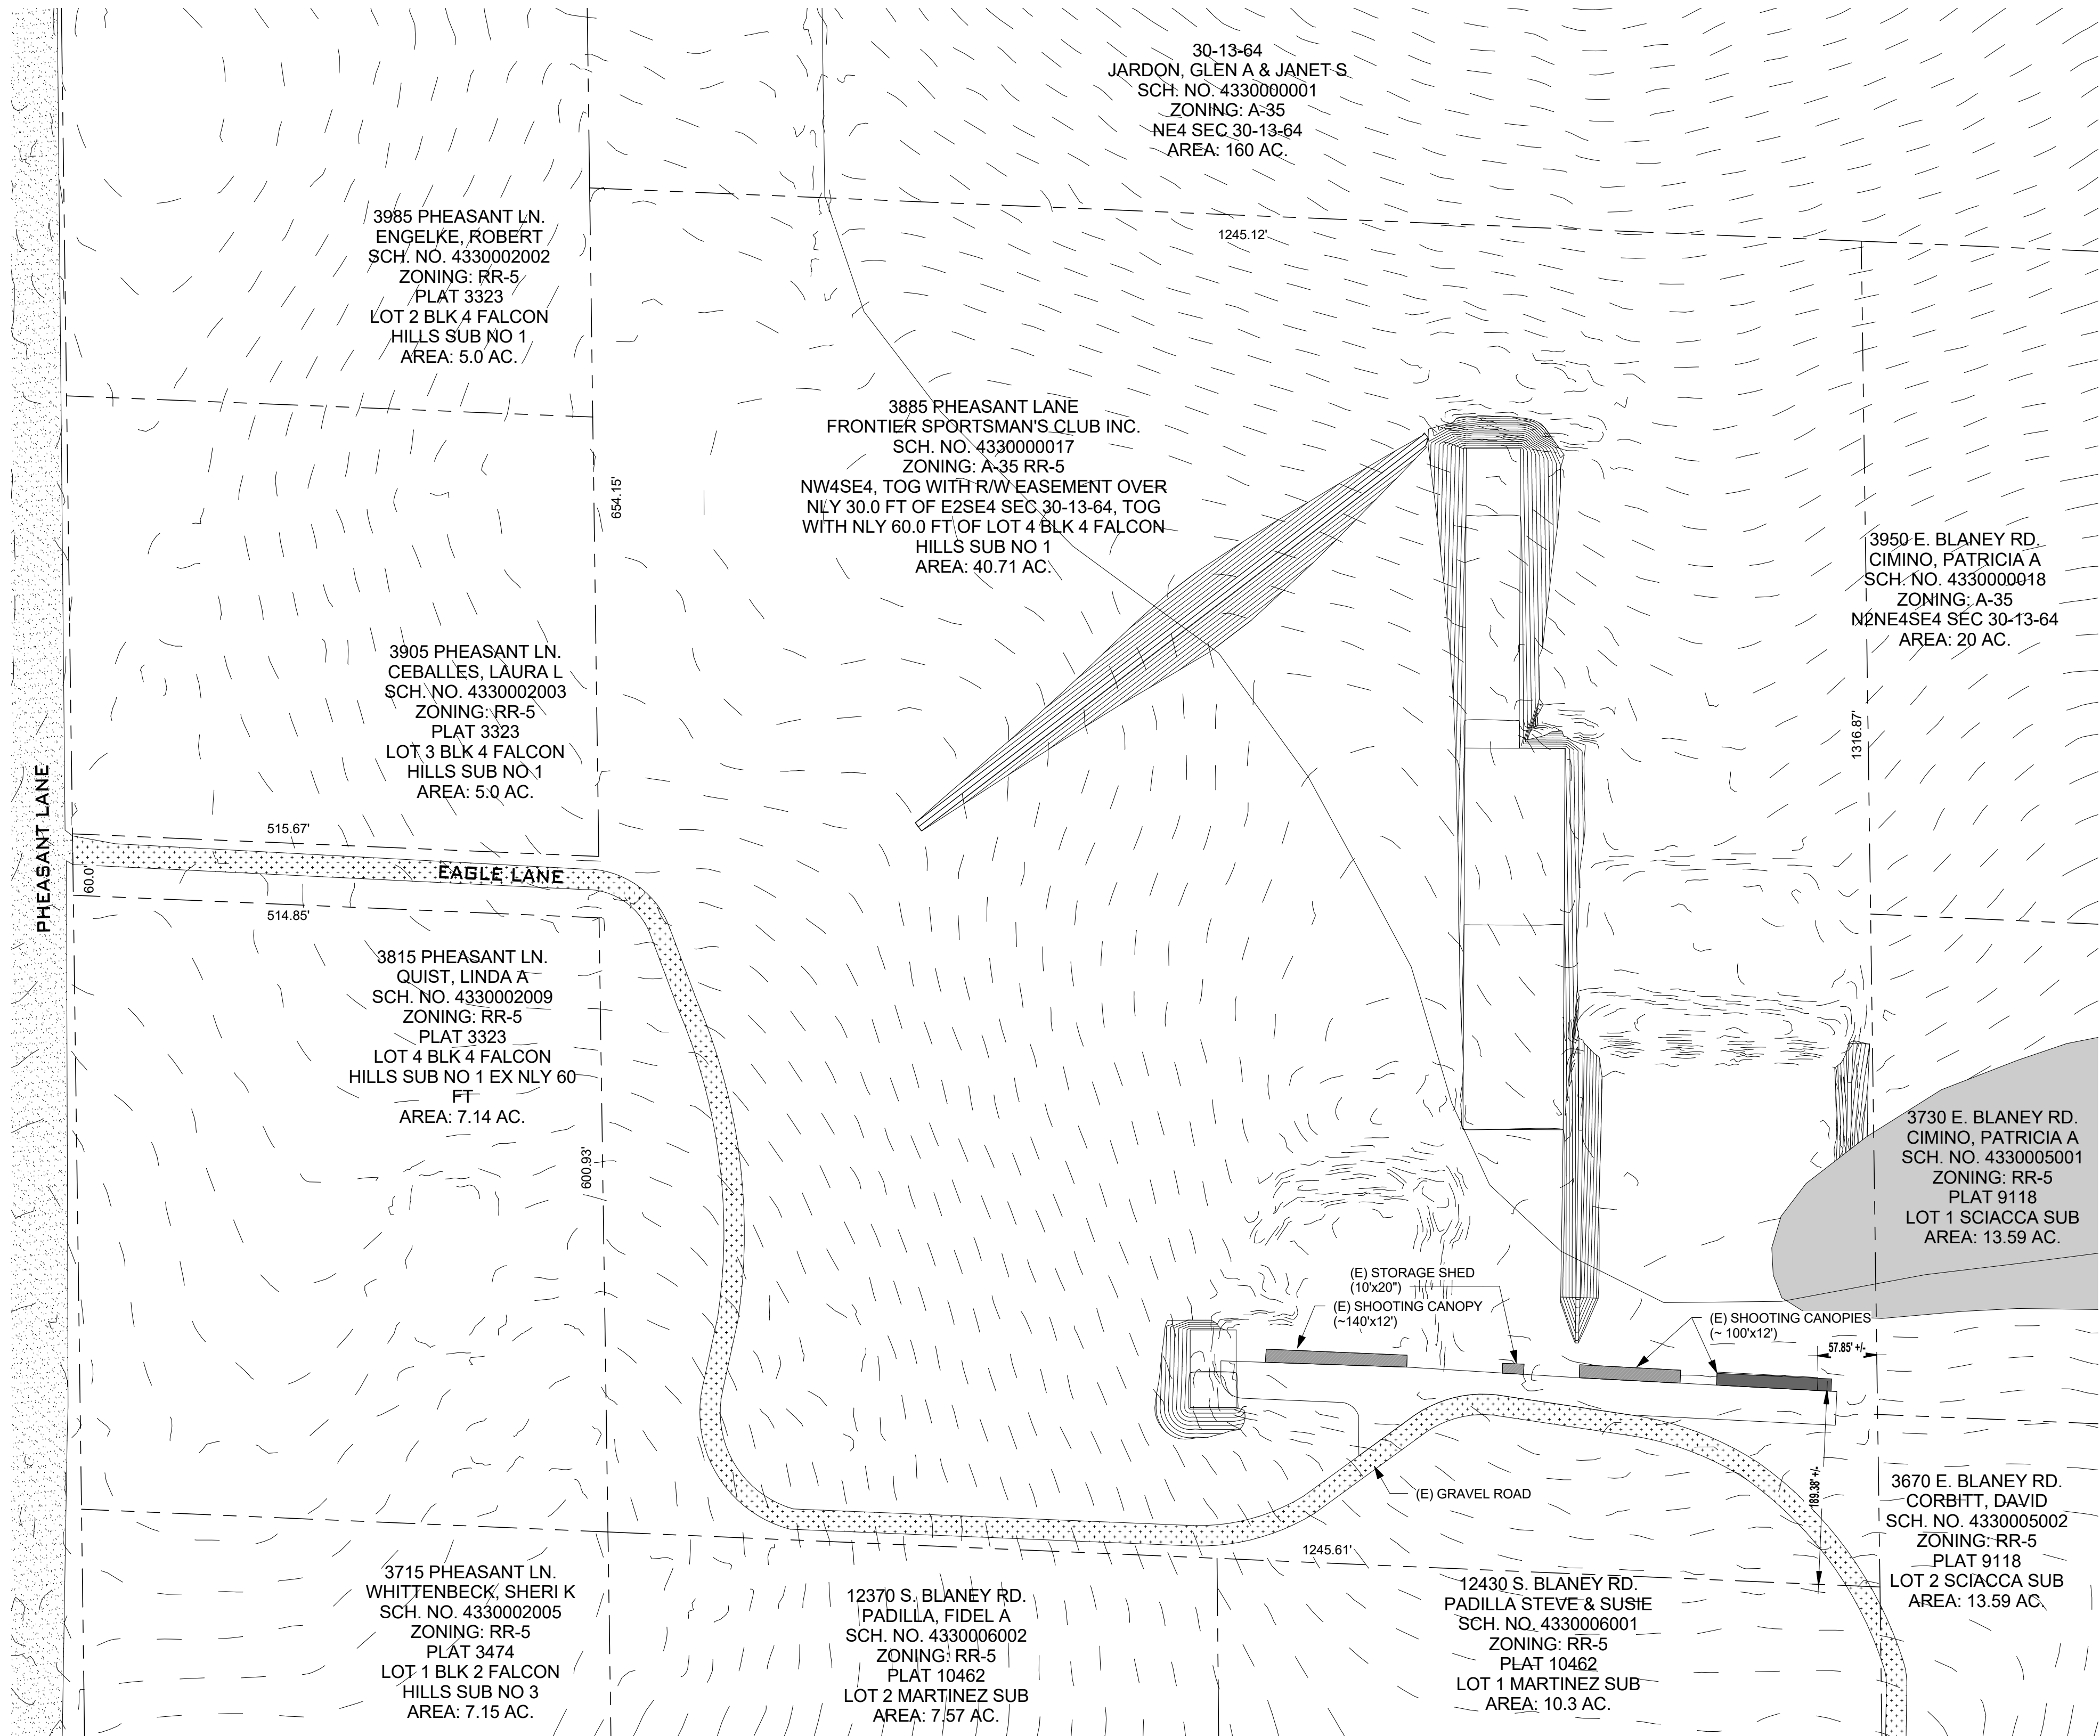 30-13-64
JARDON, GLEN A & JANET S
SCH. NO. 4330000001
ZONING: A-35
NE4 SEC 30-13-64
AREA: 160 AC.
1245.12'
3985 PHEASANT LN.
ENGELKE, ROBERT
SCH. NO. 4330002002
ZONING: RR-5
PLAT 3323
LOT 2 BLK 4 FALCON
HILLS SUB NO 1
AREA: 5.0 AC.
3885 PHEASANT LANE
FRONTIER SPORTSMAN'S CLUB INC.
SCH. NO. 4330000017
ZONING: A-35 RR-5
NW4SE4, TOG WITH R/W EASEMENT OVER
NLY 30.0 FT OF E2SE4 SEC 30-13-64, TOG
WITH NLY 60.0 FT OF LOT 4 BLK 4 FALCON
HILLS SUB NO 1
AREA: 40.71 AC.
654.15'
3950 E. BLANEY RD.
CIMINO, PATRICIA A
SCH. NO. 4330000018
ZONING: A-35
N2NE4SE4 SEC 30-13-64
AREA: 20 AC.
1316.87'
3905 PHEASANT LN.
CEBALLES, LAURA L
SCH. NO. 4330002003
ZONING: RR-5
PLAT 3323
LOT 3 BLK 4 FALCON
HILLS SUB NO 1
AREA: 5.0 AC.
PHEASANT LANE
515.67'
60.0'
EAGLE LANE
514.85'
3815 PHEASANT LN.
QUIST, LINDA A
SCH. NO. 4330002009
ZONING: RR-5
PLAT 3323
LOT 4 BLK 4 FALCON
HILLS SUB NO 1 EX NLY 60
FT
AREA: 7.14 AC.
600.93'
3730 E. BLANEY RD.
CIMINO, PATRICIA A
SCH. NO. 4330005001
ZONING: RR-5
PLAT 9118
LOT 1 SCIACCA SUB
AREA: 13.59 AC.
(E) STORAGE SHED
(10'x20")
(E) SHOOTING CANOPY
(~140'x12')
(E) SHOOTING CANOPIES
(~ 100'x12')
57.85' +/-
189.38' +/-
(E) GRAVEL ROAD
3670 E. BLANEY RD.
CORBITT, DAVID
SCH. NO. 4330005002
ZONING: RR-5
PLAT 9118
LOT 2 SCIACCA SUB
AREA: 13.59 AC.
1245.61'
3715 PHEASANT LN.
WHITTENBECK, SHERI K
SCH. NO. 4330002005
ZONING: RR-5
PLAT 3474
LOT 1 BLK 2 FALCON
HILLS SUB NO 3
AREA: 7.15 AC.
12370 S. BLANEY RD.
PADILLA, FIDEL A
SCH. NO. 4330006002
ZONING: RR-5
PLAT 10462
LOT 2 MARTINEZ SUB
AREA: 7.57 AC.
12430 S. BLANEY RD.
PADILLA STEVE & SUSIE
SCH. NO. 4330006001
ZONING: RR-5
PLAT 10462
LOT 1 MARTINEZ SUB
AREA: 10.3 AC.